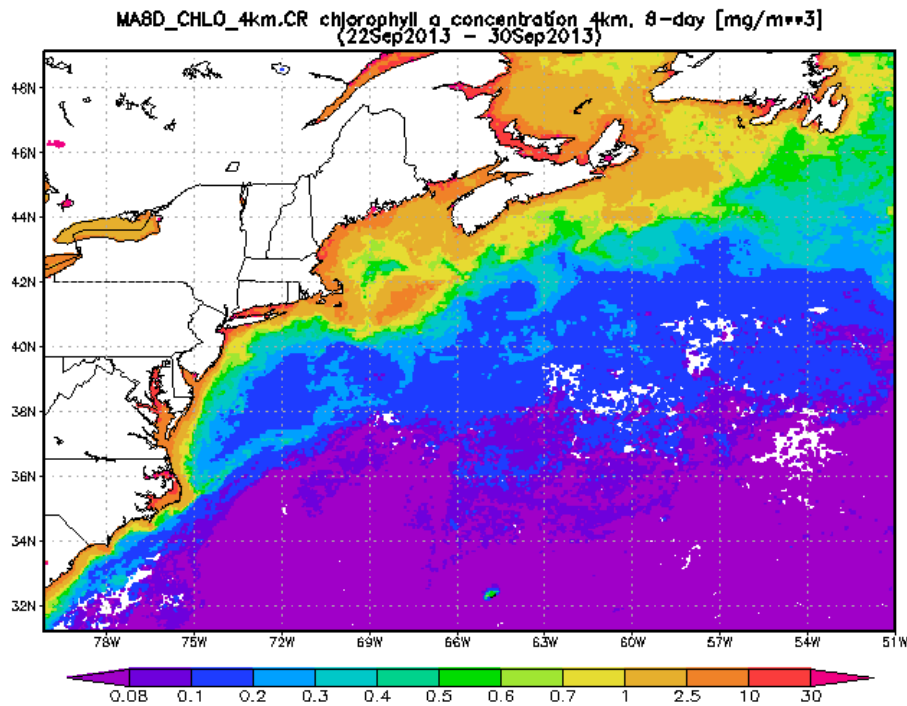 MA8D_CHLO_4km.CR chlorophyll a concentration 4km, 8-day [mg/m**3]
(22Sep2013 - 30Sep2013)
48N
46N
44N
42N
40N
38N
36N
34N
32N
78W 75W 72W 69W 66W 63W 60W 57W 54W 51W
0.08 0.1 0.2 0.3 0.4 0.5 0.6 0.7 1 2.5 10 30